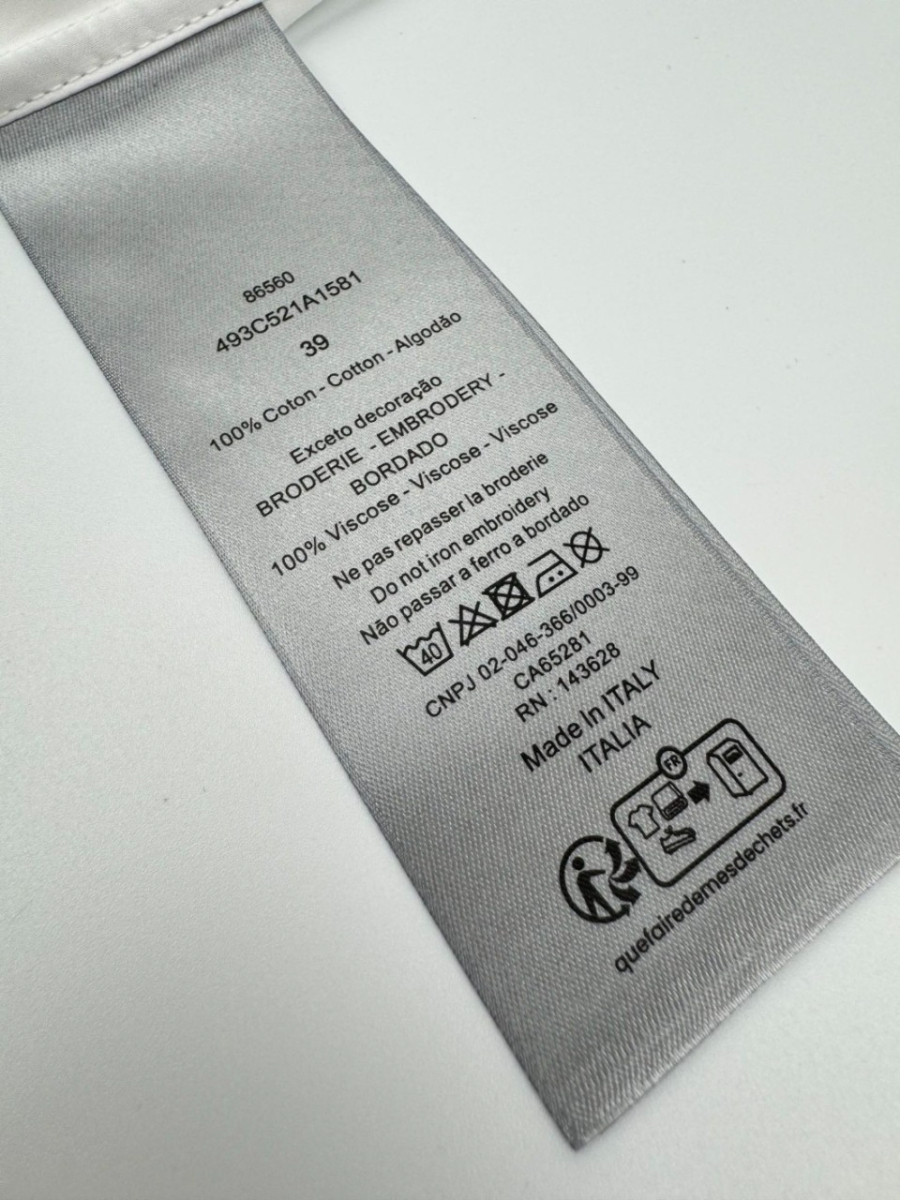 86560
493C521A1581
39
100% Coton - Cotton - Algodão
Exceto decoração
BRODERIE - EMBRODERY -
BORDADO
100% Viscose - Viscose - Viscose
Ne pas repasser la broderie
Do not iron embroidery
Não passar a ferro a bordado
40
CNPJ 02-046-366/0003-99
CA65281
RN : 143628
Made In ITALY
ITALIA
FR
quefairedemesdechets.fr